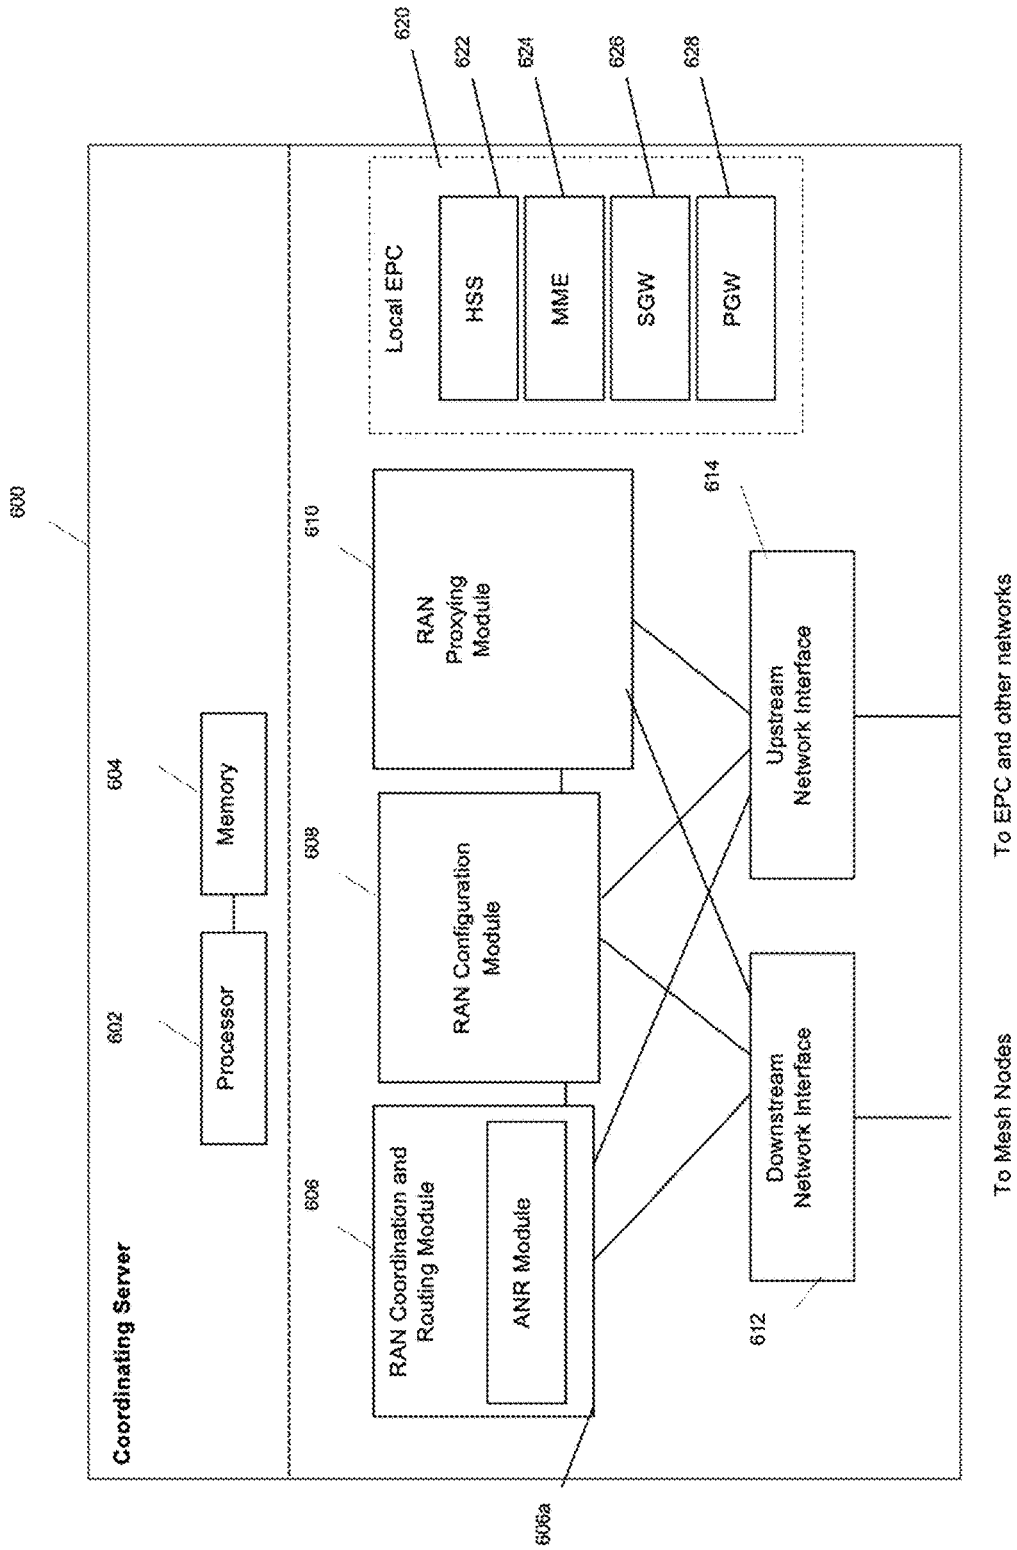 600
Coordinating Server
602
Processor
604
Memory
606
RAN Coordination and
Routing Module
ANR Module
606a
608
RAN Configuration
Module
610
RAN
Proxying
Module
Local EPC
620
HSS
622
MME
624
SGW
626
PGW
628
612
Downstream
Network Interface
614
Upstream
Network Interface
To Mesh Nodes
To EPC and other networks